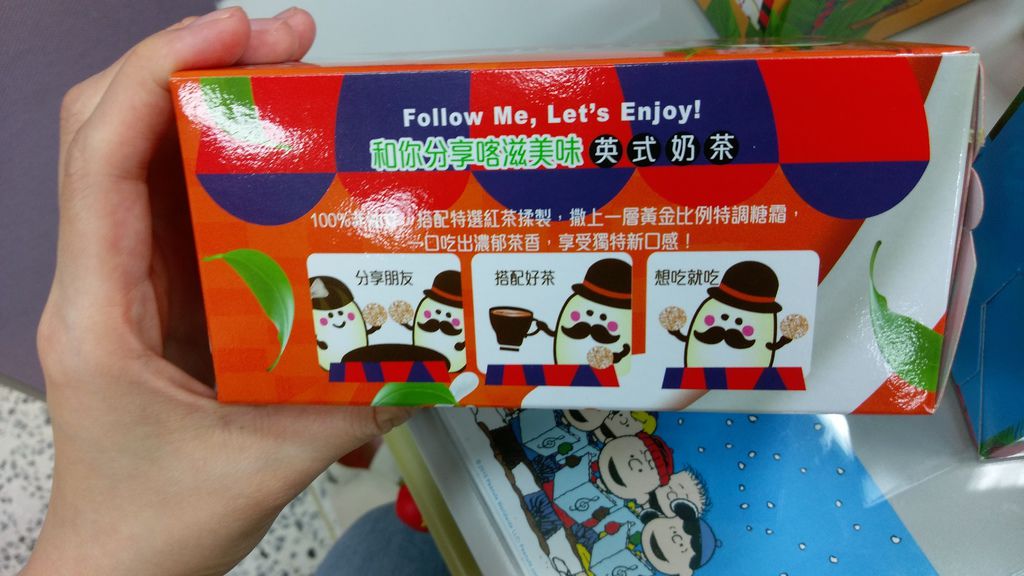 Follow Me, Let's Enjoy!
和你分享喀滋美味 英式奶茶
100% 搭配特選紅茶揉製，撒上一層黃金比例特調糖霜，
一口吃出濃郁茶香，享受獨特新口感！
分享朋友
搭配好茶
想吃就吃